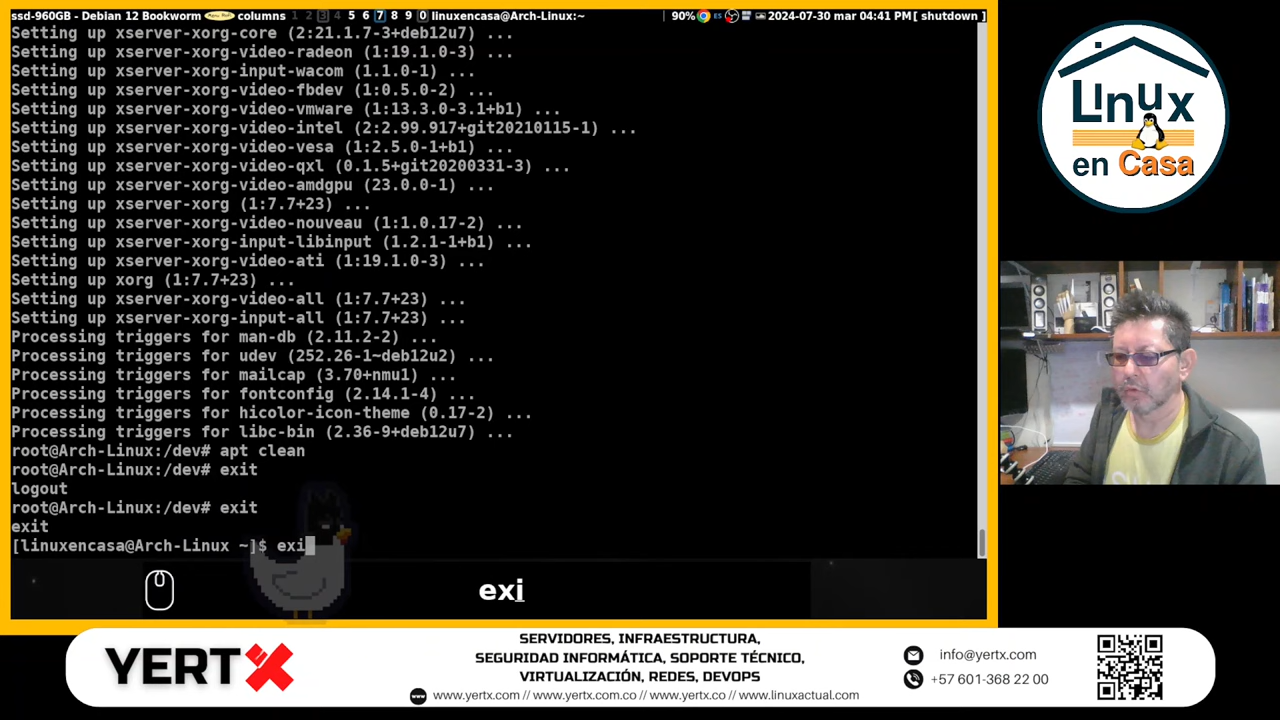 ssd-960GB - Debian 12 Bookworm columns 1 2 3 4 5 6 7 8 9 0 linuxencasa@Arch-Linux:~ 90% ES 2024-07-30 mar 04:41 PM[ shutdown ]
Setting up xserver-xorg-core (2:21.1.7-3+deb12u7) ...
Setting up xserver-xorg-video-radeon (1:19.1.0-3) ...
Setting up xserver-xorg-input-wacom (1.1.0-1) ...
Setting up xserver-xorg-video-fbdev (1:0.5.0-2) ...
Setting up xserver-xorg-video-vmware (1:13.3.0-3.1+b1) ...
Setting up xserver-xorg-video-intel (2:2.99.917+git20210115-1) ...
Setting up xserver-xorg-video-vesa (1:2.5.0-1+b1) ...
Setting up xserver-xorg-video-qxl (0.1.5+git20200331-3) ...
Setting up xserver-xorg-video-amdgpu (23.0.0-1) ...
Setting up xserver-xorg (1:7.7+23) ...
Setting up xserver-xorg-video-nouveau (1:1.0.17-2) ...
Setting up xserver-xorg-input-libinput (1.2.1-1+b1) ...
Setting up xserver-xorg-video-ati (1:19.1.0-3) ...
Setting up xorg (1:7.7+23) ...
Setting up xserver-xorg-video-all (1:7.7+23) ...
Setting up xserver-xorg-input-all (1:7.7+23) ...
Processing triggers for man-db (2.11.2-2) ...
Processing triggers for udev (252.26-1~deb12u2) ...
Processing triggers for mailcap (3.70+nmu1) ...
Processing triggers for fontconfig (2.14.1-4) ...
Processing triggers for hicolor-icon-theme (0.17-2) ...
Processing triggers for libc-bin (2.36-9+deb12u7) ...
root@Arch-Linux:/dev# apt clean
root@Arch-Linux:/dev# exit
logout
root@Arch-Linux:/dev# exit
exit
[linuxencasa@Arch-Linux ~]$ exi
exi
Linux
en Casa
YERTX
SERVIDORES, INFRAESTRUCTURA,
SEGURIDAD INFORMÁTICA, SOPORTE TÉCNICO,
VIRTUALIZACIÓN, REDES, DEVOPS
www.yertx.com // www.yertx.com.co // www.yertx.co // www.linuxactual.com
info@yertx.com
+57 601-368 22 00